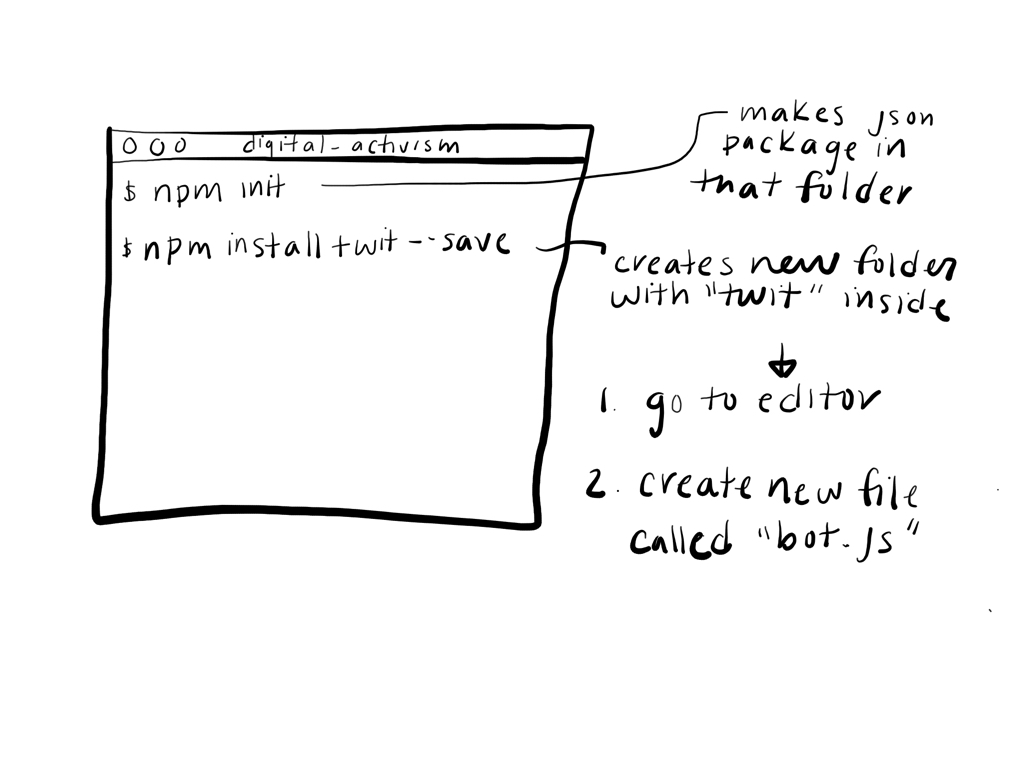 000 digital-activism
$ npm init
$ npm install twit --save
makes json
package in
that folder
creates new folder
with "twit" inside
1. go to editor
2. create new file
called "bot.js"